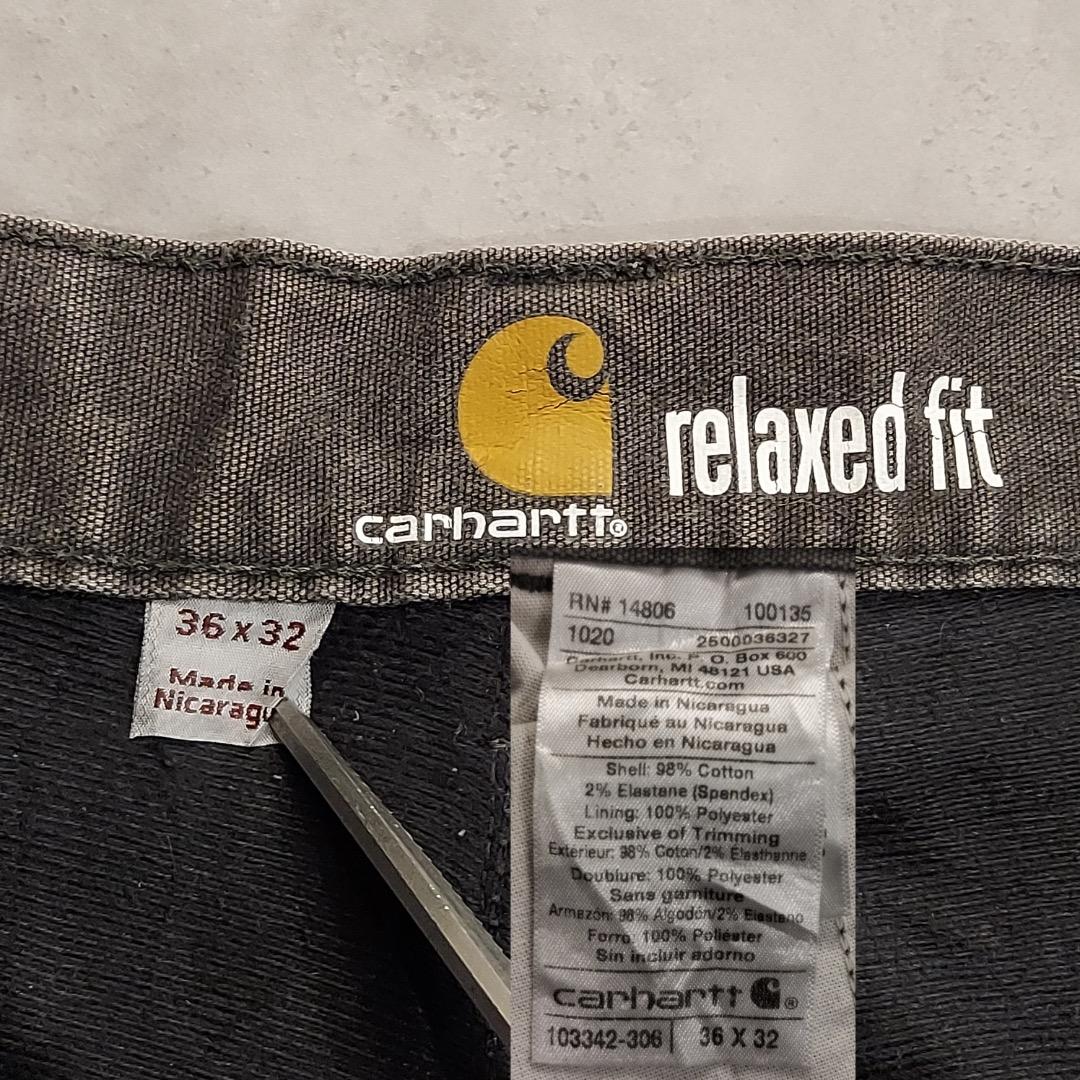 relaxed fit
carhartt®
36 x 32
Made in
Nicaragu
RN# 14806 100135
1020 2500036327
Carhartt, Inc. P. O. Box 600
Dearborn, MI 48121 USA
Carhartt.com
Made in Nicaragua
Fabriqué au Nicaragua
Hecho en Nicaragua
Shell: 98% Cotton
2% Elastane (Spandex)
Lining: 100% Polyester
Exclusive of Trimming
Exterieur: 98% Coton/2% Elasthanne
Doublure: 100% Polyester
Sans garniture
Armazón: 98% Algodón/2% Elastano
Forro: 100% Poliéster
Sin incluir adorno
carhartt ®
103342-306 36 X 32